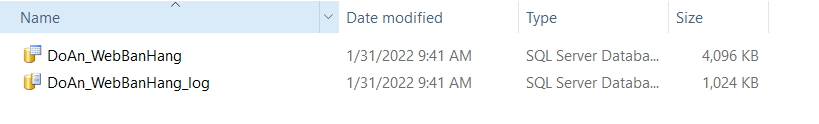 Name Date modified Type Size
DoAn_WebBanHang 1/31/2022 9:41 AM SQL Server Databa... 4,096 KB
DoAn_WebBanHang_log 1/31/2022 9:41 AM SQL Server Databa... 1,024 KB